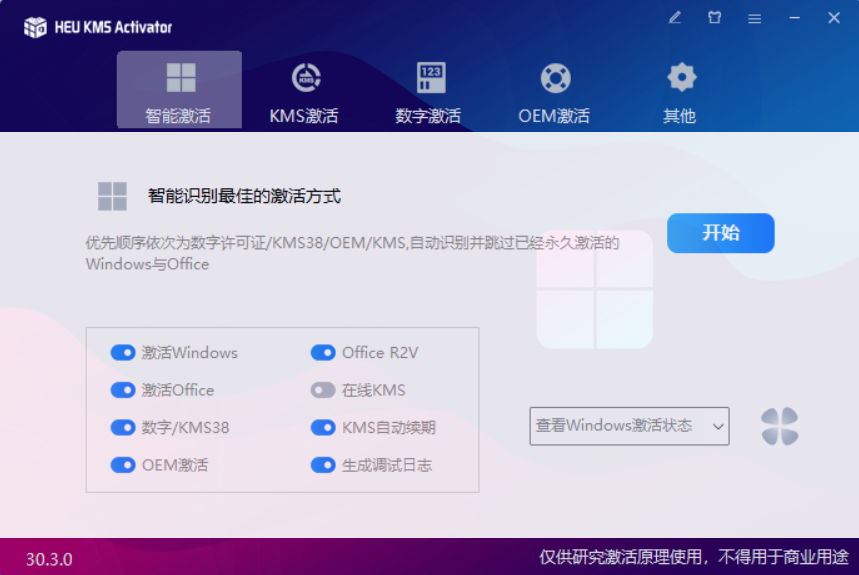 HEU KMS Activator
智能激活
KMS激活
123
数字激活
OEM激活
其他
智能识别最佳的激活方式
优先顺序依次为数字许可证/KMS38/OEM/KMS,自动识别并跳过已经永久激活的
Windows与Office
开始
激活Windows
Office R2V
激活Office
在线KMS
数字/KMS38
KMS自动续期
OEM激活
生成调试日志
查看Windows激活状态
30.3.0
仅供研究激活原理使用，不得用于商业用途